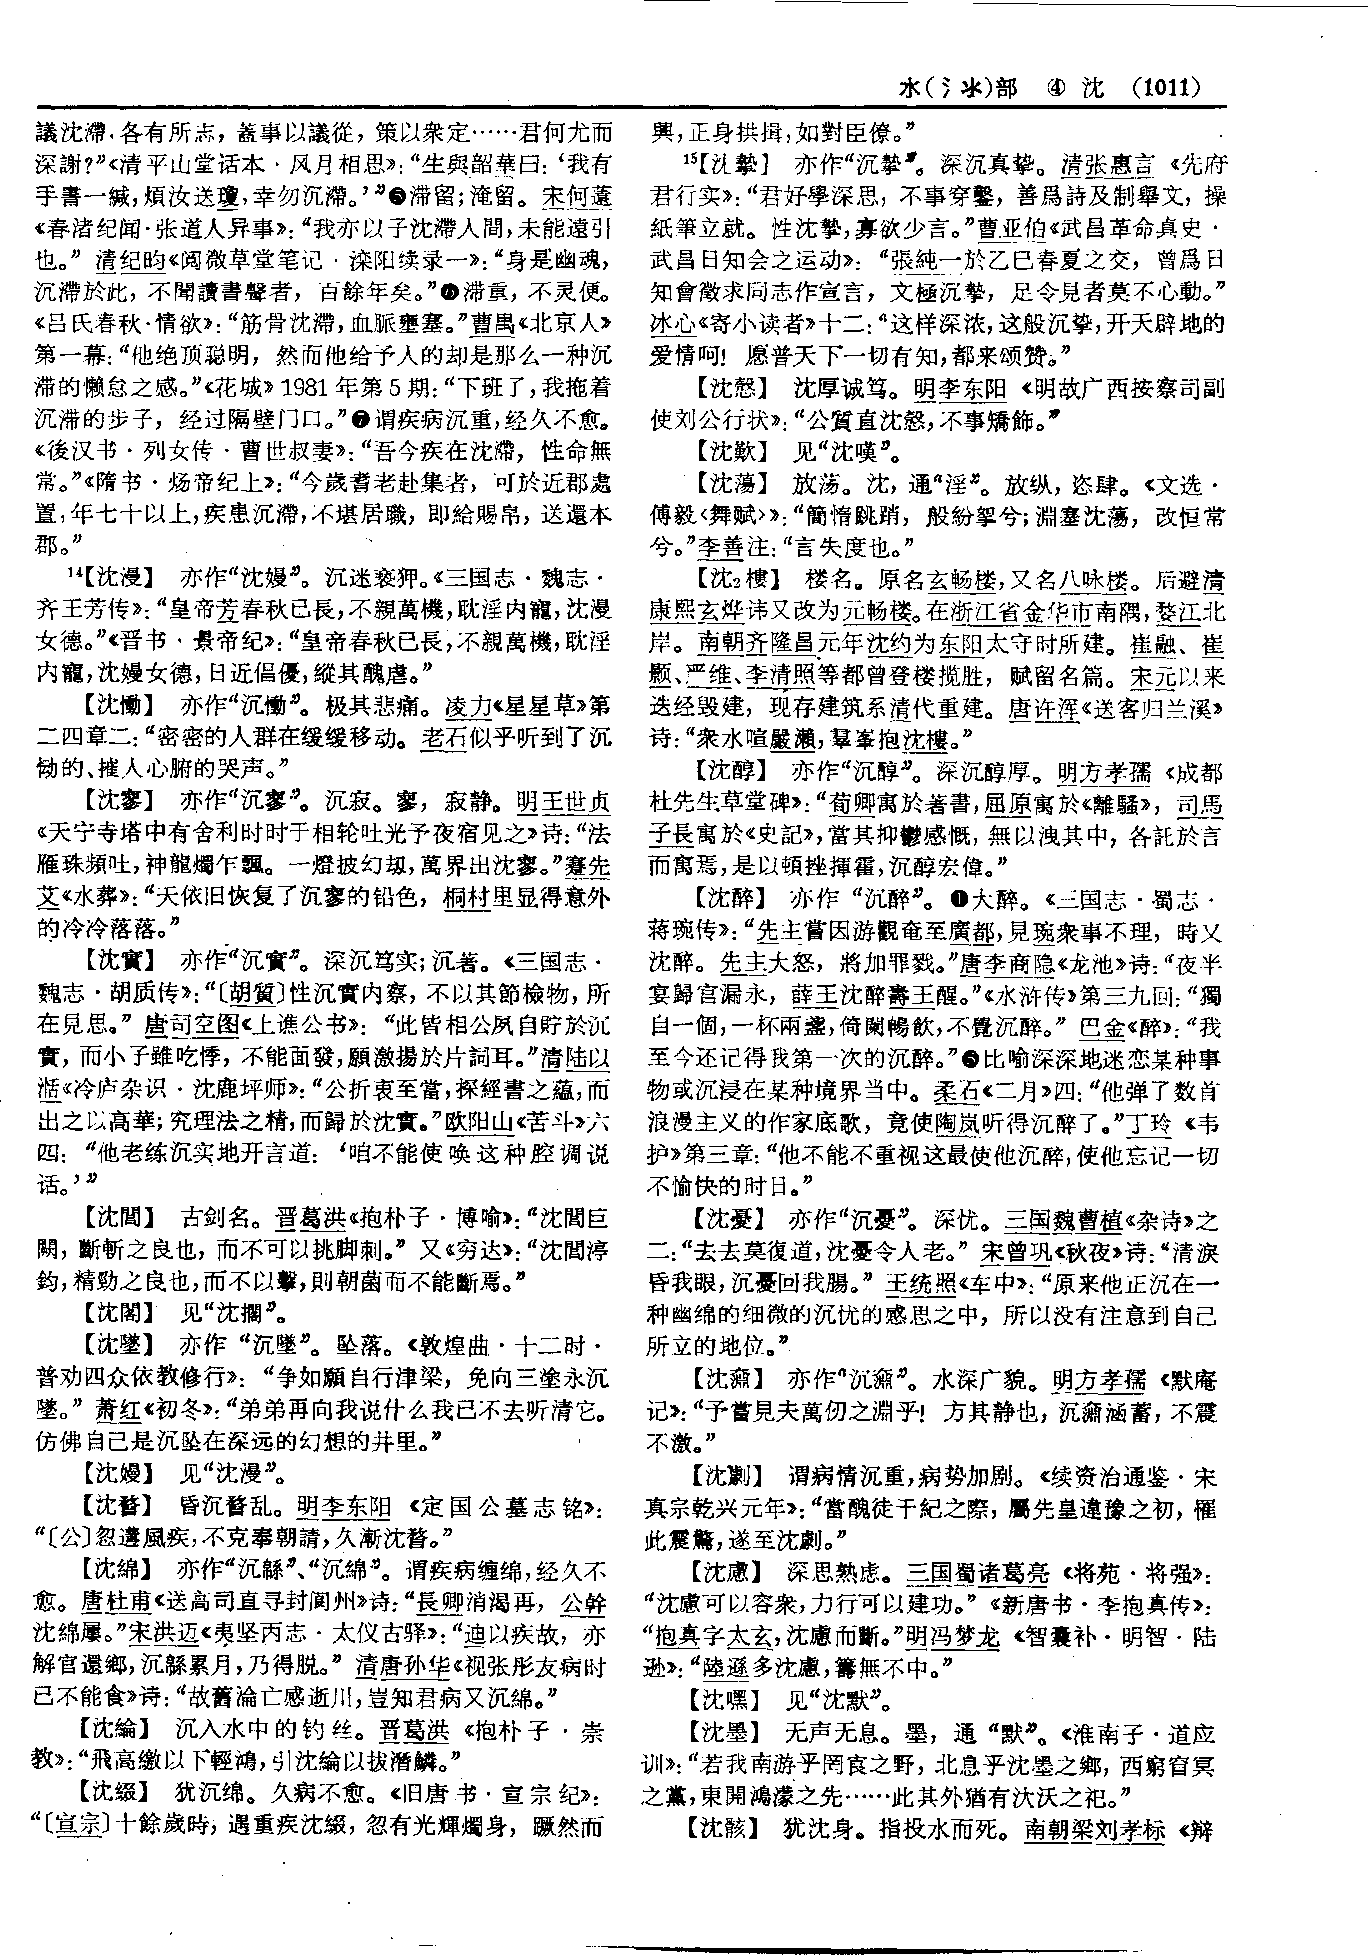 水(氵氺)部 ④ 沈 (1011)
議沈滯，各有所忐，蓋事以議從，策以衆定……君何尤而
深謝?”《清平山堂话本·风月相思》：“生與韶華曰：‘我有
手書一緘，煩汝送瓊，幸勿沉滯。’”❺滞留；淹留。宋何薳
《春渚纪闻·张道人异事》：“我亦以子沈滯人間，未能遠引
也。”清纪昀《阅微草堂笔记·滦阳续录一》：“身是幽魂，
沉滯於此，不聞讀書聲者，百餘年矣。”❻滞重，不灵便。
《吕氏春秋·情欲》：“筋骨沈滯，血脈壅塞。”曹禺《北京人》
第一幕：“他绝顶聪明，然而他给予人的却是那么一种沉
滞的懒怠之感。”《花城》1981年第5期：“下班了，我拖着
沉滞的步子，经过隔壁门口。”❼谓疾病沉重，经久不愈。
《後汉书·列女传·曹世叔妻》：“吾今疾在沈滯，性命無
常。”《隋书·炀帝纪上》：“今歲耆老赴集者，可於近郡處
置，年七十以上，疾患沉滯，不堪居職，即給賜帛，送還本
郡。”
14【沈漫】 亦作“沈嫚”。沉迷亵狎。《三国志·魏志·
齐王芳传》：“皇帝芳春秋已長，不親萬機，耽淫内寵，沈漫
女德。”《晋书·景帝纪》：“皇帝春秋已長，不親萬機，耽淫
内寵，沈嫚女德，日近倡優，縱其醜虐。”
【沈慟】 亦作“沉慟”。极其悲痛。凌力《星星草》第
二四章二：“密密的人群在缓缓移动。老石似乎听到了沉
恸的、摧人心腑的哭声。”
【沈寥】 亦作“沉寥”。沉寂。寥，寂静。明王世贞
《天宁寺塔中有舍利时时于相轮吐光予夜宿见之》诗：“法
雁珠頻吐，神龍燭乍飄。一燈披幻刼，萬界出沈寥。”蹇先
艾《水葬》：“天依旧恢复了沉寥的铅色，桐村里显得意外
的冷冷落落。”
【沈實】 亦作“沉實”。深沉笃实；沉著。《三国志·
魏志·胡质传》：“〔胡質〕性沉實内察，不以其節檢物，所
在見思。”唐司空图《上谯公书》：“此皆相公夙自貯於沉
實，而小子雖吃悸，不能面發，願激揚於片詞耳。”清陆以
湉《冷庐杂识·沈鹿坪师》：“公折衷至當，探經書之藴，而
出之以高華；究理法之精，而歸於沈實。”欧阳山《苦斗》六
四：“他老练沉实地开言道：‘咱不能使唤这种腔调说
话。’”
【沈閭】 古剑名。晋葛洪《抱朴子·博喻》：“沈閭巨
闕，斷斬之良也，而不可以挑脚刺。”又《穷达》：“沈閭渟
鈞，精勁之良也，而不以擊，則朝菌而不能斷焉。”
【沈閣】 见“沈擱”。
【沈墜】 亦作“沉墜”。坠落。《敦煌曲·十二时·
普劝四众依教修行》：“争如願自行津梁，免向三塗永沉
墜。”萧红《初冬》：“弟弟再向我说什么我已不去听清它。
仿佛自己是沉坠在深远的幻想的井里。”
【沈嫚】 见“沈漫”。
【沈瞀】 昏沉瞀乱。明李东阳《定国公墓志铭》：
“〔公〕忽遘風疾，不克奉朝請，久漸沈瞀。”
【沈綿】 亦作“沉緜”、“沉綿”。谓疾病缠绵，经久不
愈。唐杜甫《送高司直寻封阆州》诗：“長卿消渴再，公幹
沈綿屢。”宋洪迈《夷坚丙志·太仪古驿》：“迪以疾故，亦
解官還鄉，沉緜累月，乃得脱。”清唐孙华《视张彤友病时
已不能食》诗：“故舊淪亡感逝川，豈知君病又沉綿。”
【沈綸】 沉入水中的钓丝。晋葛洪《抱朴子·崇
教》：“飛高繳以下輕鴻，引沈綸以拔潛鱗。”
【沈綴】 犹沉绵。久病不愈。《旧唐书·宣宗纪》：
“〔宣宗〕十餘歲時，遇重疾沈綴，忽有光輝燭身，蹶然而
興，正身拱揖，如對臣僚。”
15【沈摯】 亦作“沉摯”。深沉真挚。清张惠言《先府
君行实》：“君好學深思，不事穿鑿，善爲詩及制舉文，操
紙筆立就。性沈摯，寡欲少言。”曹亚伯《武昌革命真史·
武昌日知会之运动》：“張純一於乙巳春夏之交，曾爲日
知會徵求同志作宣言，文極沉摯，足令見者莫不心動。”
冰心《寄小读者》十二：“这样深浓，这般沉挚，开天辟地的
爱情呵！愿普天下一切有知，都来颂赞。”
【沈慤】 沈厚诚笃。明李东阳《明故广西按察司副
使刘公行状》：“公質直沈慤，不事矯飾。”
【沈歎】 见“沈嘆”。
【沈蕩】 放荡。沈，通“淫”。放纵，恣肆。《文选·
傅毅〈舞赋〉》：“簡惰跳踃，般紛挐兮；淵塞沈蕩，改恒常
兮。”李善注：“言失度也。”
【沈2樓】 楼名。原名玄畅楼，又名八咏楼。后避清
康熙玄烨讳又改为元畅楼。在浙江省金华市南隅，婺江北
岸。南朝齐隆昌元年沈约为东阳太守时所建。崔融、崔
颢、严维、李清照等都曾登楼揽胜，赋留名篇。宋元以来
迭经毁建，现存建筑系清代重建。唐许浑《送客归兰溪》
诗：“衆水喧嚴瀨，羣峯抱沈樓。”
【沈醇】 亦作“沉醇”。深沉醇厚。明方孝孺《成都
杜先生草堂碑》：“荀卿寓於著書，屈原寓於《離騷》，司馬
子長寓於《史記》，當其抑鬱感慨，無以洩其中，各託於言
而寓焉，是以頓挫揮霍，沉醇宏偉。”
【沈醉】 亦作“沉醉”。❶大醉。《三国志·蜀志·
蒋琬传》：“先主嘗因游觀奄至廣都，見琬衆事不理，時又
沈醉。先主大怒，將加罪戮。”唐李商隐《龙池》诗：“夜半
宴歸宫漏永，薛王沈醉壽王醒。”《水浒传》第三九回：“獨
自一個，一杯兩盞，倚闌暢飲，不覺沉醉。”巴金《醉》：“我
至今还记得我第一次的沉醉。”❷比喻深深地迷恋某种事
物或沉浸在某种境界当中。柔石《二月》四：“他弹了数首
浪漫主义的作家底歌，竟使陶岚听得沉醉了。”丁玲《韦
护》第三章：“他不能不重视这最使他沉醉，使他忘记一切
不愉快的时日。”
【沈憂】 亦作“沉憂”。深忧。三国魏曹植《杂诗》之
二：“去去莫復道，沈憂令人老。”宋曾巩《秋夜》诗：“清淚
昏我眼，沉憂回我腸。”王统照《车中》：“原来他正沉在一
种幽绵的细微的沉忧的感思之中，所以没有注意到自己
所立的地位。”
【沈奫】 亦作“沉奫”。水深广貌。明方孝孺《默庵
记》：“予嘗見夫萬仞之淵乎！方其静也，沉奫涵蓄，不震
不激。”
【沈劇】 谓病情沉重，病势加剧。《续资治通鉴·宋
真宗乾兴元年》：“當醜徒干紀之際，屬先皇違豫之初，罹
此震驚，遂至沈劇。”
【沈慮】 深思熟虑。三国蜀诸葛亮《将苑·将强》：
“沈慮可以容衆，力行可以建功。”《新唐书·李抱真传》：
“抱真字太玄，沈慮而斷。”明冯梦龙《智囊补·明智·陆
逊》：“陸遜多沈慮，籌無不中。”
【沈嘿】 见“沈默”。
【沈墨】 无声无息。墨，通“默”。《淮南子·道应
训》：“若我南游乎罔㝗之野，北息乎沈墨之鄉，西窮窅冥
之黨，東開鴻濛之先……此其外猶有汏沃之汜。”
【沈骸】 犹沈身。指投水而死。南朝梁刘孝标《辩